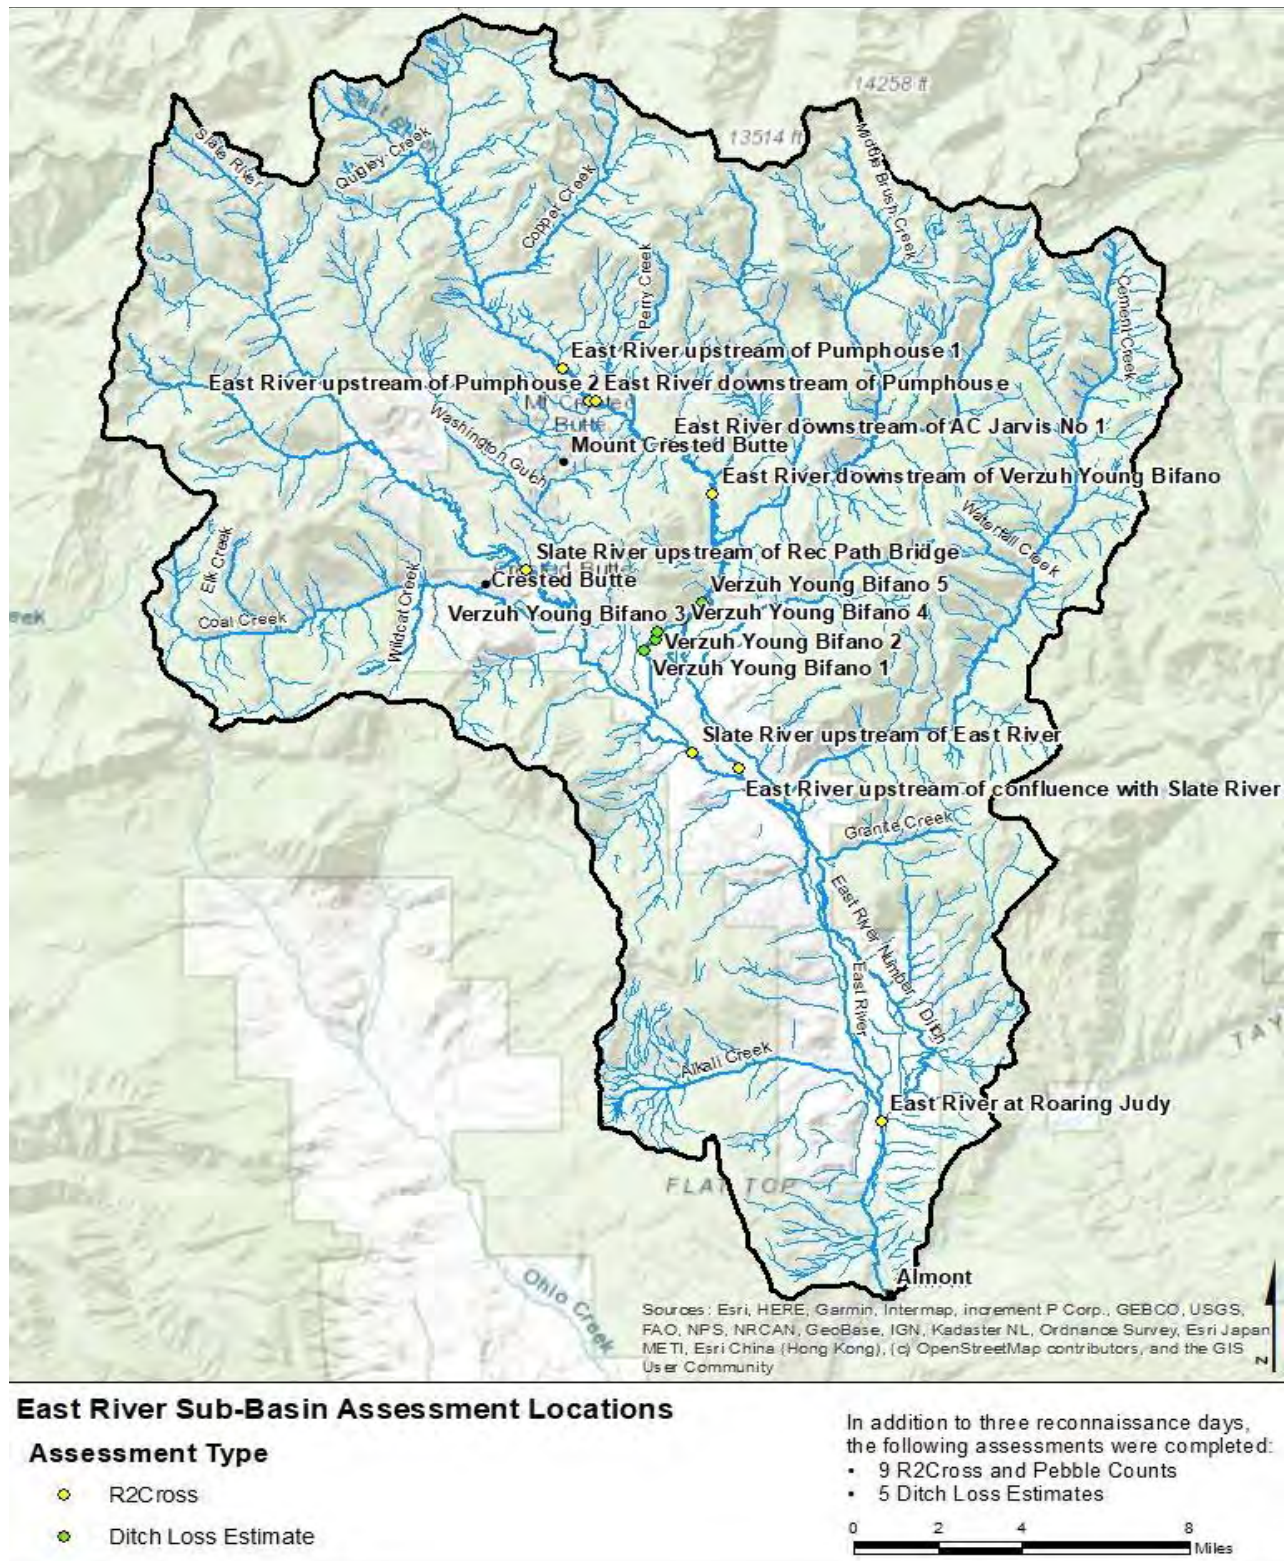 14258 ft
13514 ft
Slate River
East River
Quigley Creek
Copper Creek
Middle Brush Creek
Perry Creek
Cement Creek
East River upstream of Pumphouse 1
East River upstream of Pumphouse 2
East River downstream of Pumphouse
Mt Crested
Butte
East River downstream of AC Jarvis No 1
Washington Gulch
Mount Crested Butte
East River downstream of Verzuh Young Bifano
Waterfall Creek
Slate River upstream of Rec Path Bridge
Crested Butte
Crested Butte
Elk Creek
Coal Creek
Wildcat Creek
Verzuh Young Bifano 5
Verzuh Young Bifano 3
Verzuh Young Bifano 4
Verzuh Young Bifano 2
Verzuh Young Bifano 1
Slate River upstream of East River
East River upstream of confluence with Slate River
Granite Creek
East River Number 1 Ditch
East River
Alkali Creek
TAY
East River at Roaring Judy
FLAT TOP
Almont
Ohio Creek
Sources: Esri, HERE, Garmin, Intermap, increment P Corp., GEBCO, USGS,
FAO, NPS, NRCAN, GeoBase, IGN, Kadaster NL, Ordnance Survey, Esri Japan,
METI, Esri China (Hong Kong), (c) OpenStreetMap contributors, and the GIS
User Community
N
East River Sub-Basin Assessment Locations
Assessment Type
R2Cross
Ditch Loss Estimate
In addition to three reconnaissance days,
the following assessments were completed:
• 9 R2Cross and Pebble Counts
• 5 Ditch Loss Estimates
0 2 4 8
Miles